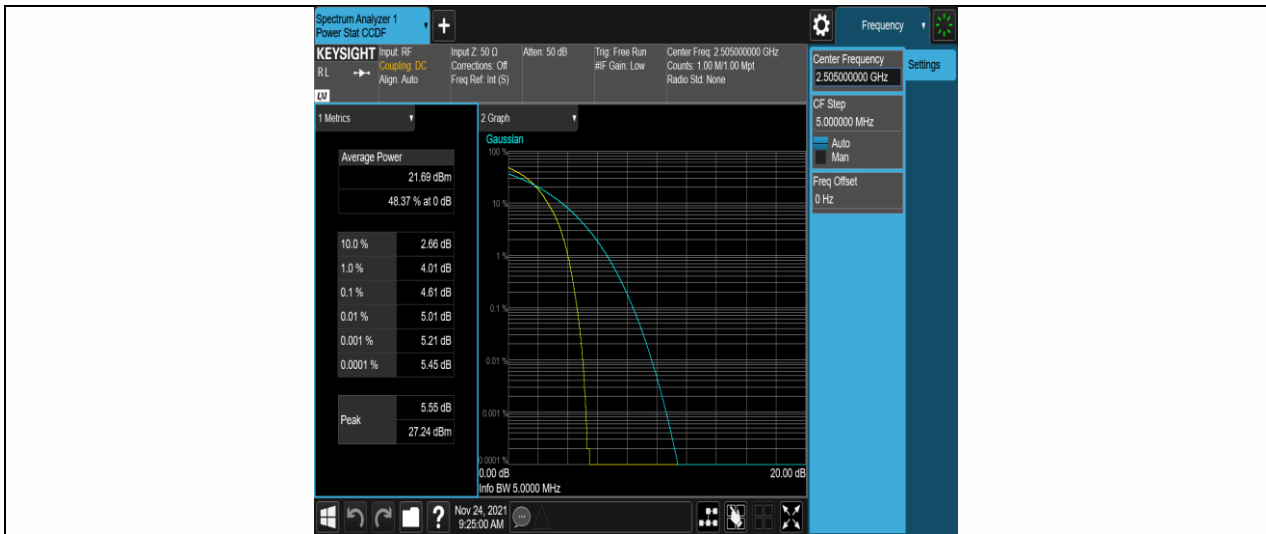 Spectrum Analyzer 1
Power Stat CCDF
Frequency
KEYSIGHT
R L
LXI
Input: RF
Coupling: DC
Align: Auto
Input Z: 50 Ω
Corrections: Off
Freq Ref: Int (S)
Atten: 50 dB
Trig: Free Run
#IF Gain: Low
Center Freq: 2.505000000 GHz
Counts: 1.00 M/1.00 Mpt
Radio Std: None
Center Frequency
2.505000000 GHz
Settings
CF Step
5.000000 MHz
Auto
Man
Freq Offset
0 Hz
1 Metrics
Average Power
21.69 dBm
48.37 % at 0 dB
10.0 % 2.66 dB
1.0 % 4.01 dB
0.1 % 4.61 dB
0.01 % 5.01 dB
0.001 % 5.21 dB
0.0001 % 5.45 dB
Peak
5.55 dB
27.24 dBm
2 Graph
Gaussian
100 %
10 %
1 %
0.1 %
0.01 %
0.001 %
0.0001 %
0.00 dB 20.00 dB
Info BW 5.0000 MHz
?
Nov 24, 2021
9:25:00 AM